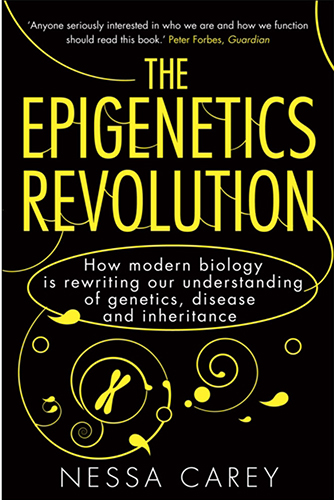 ‘Anyone seriously interested in who we are and how we function
should read this book.’ Peter Forbes, Guardian
THE
EPIGENETICS
REVOLUTION
How modern biology
is rewriting our understanding
of genetics, disease
and inheritance
NESSA CAREY